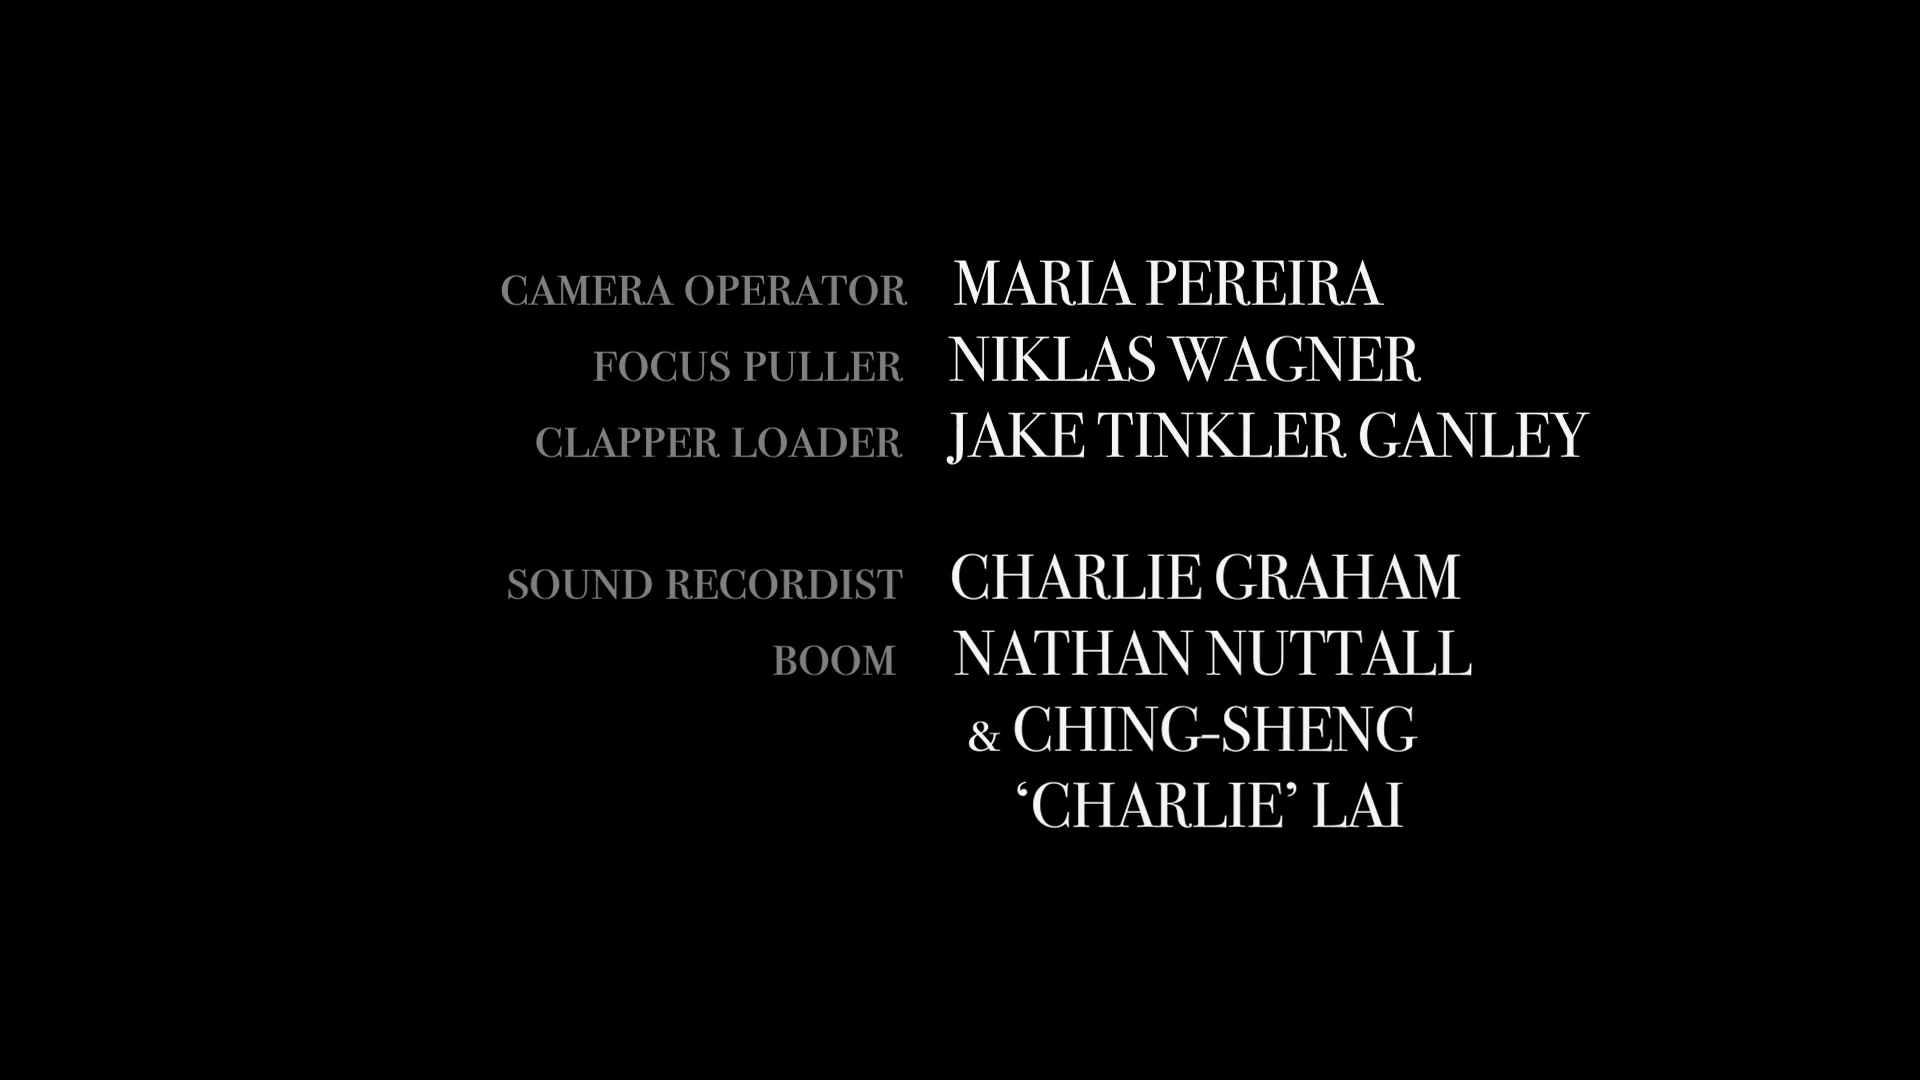 CAMERA OPERATOR MARIA PEREIRA
FOCUS PULLER NIKLAS WAGNER
CLAPPER LOADER JAKE TINKLER GANLEY
SOUND RECORDIST CHARLIE GRAHAM
BOOM NATHAN NUTTALL
& CHING-SHENG
‘CHARLIE’ LAI